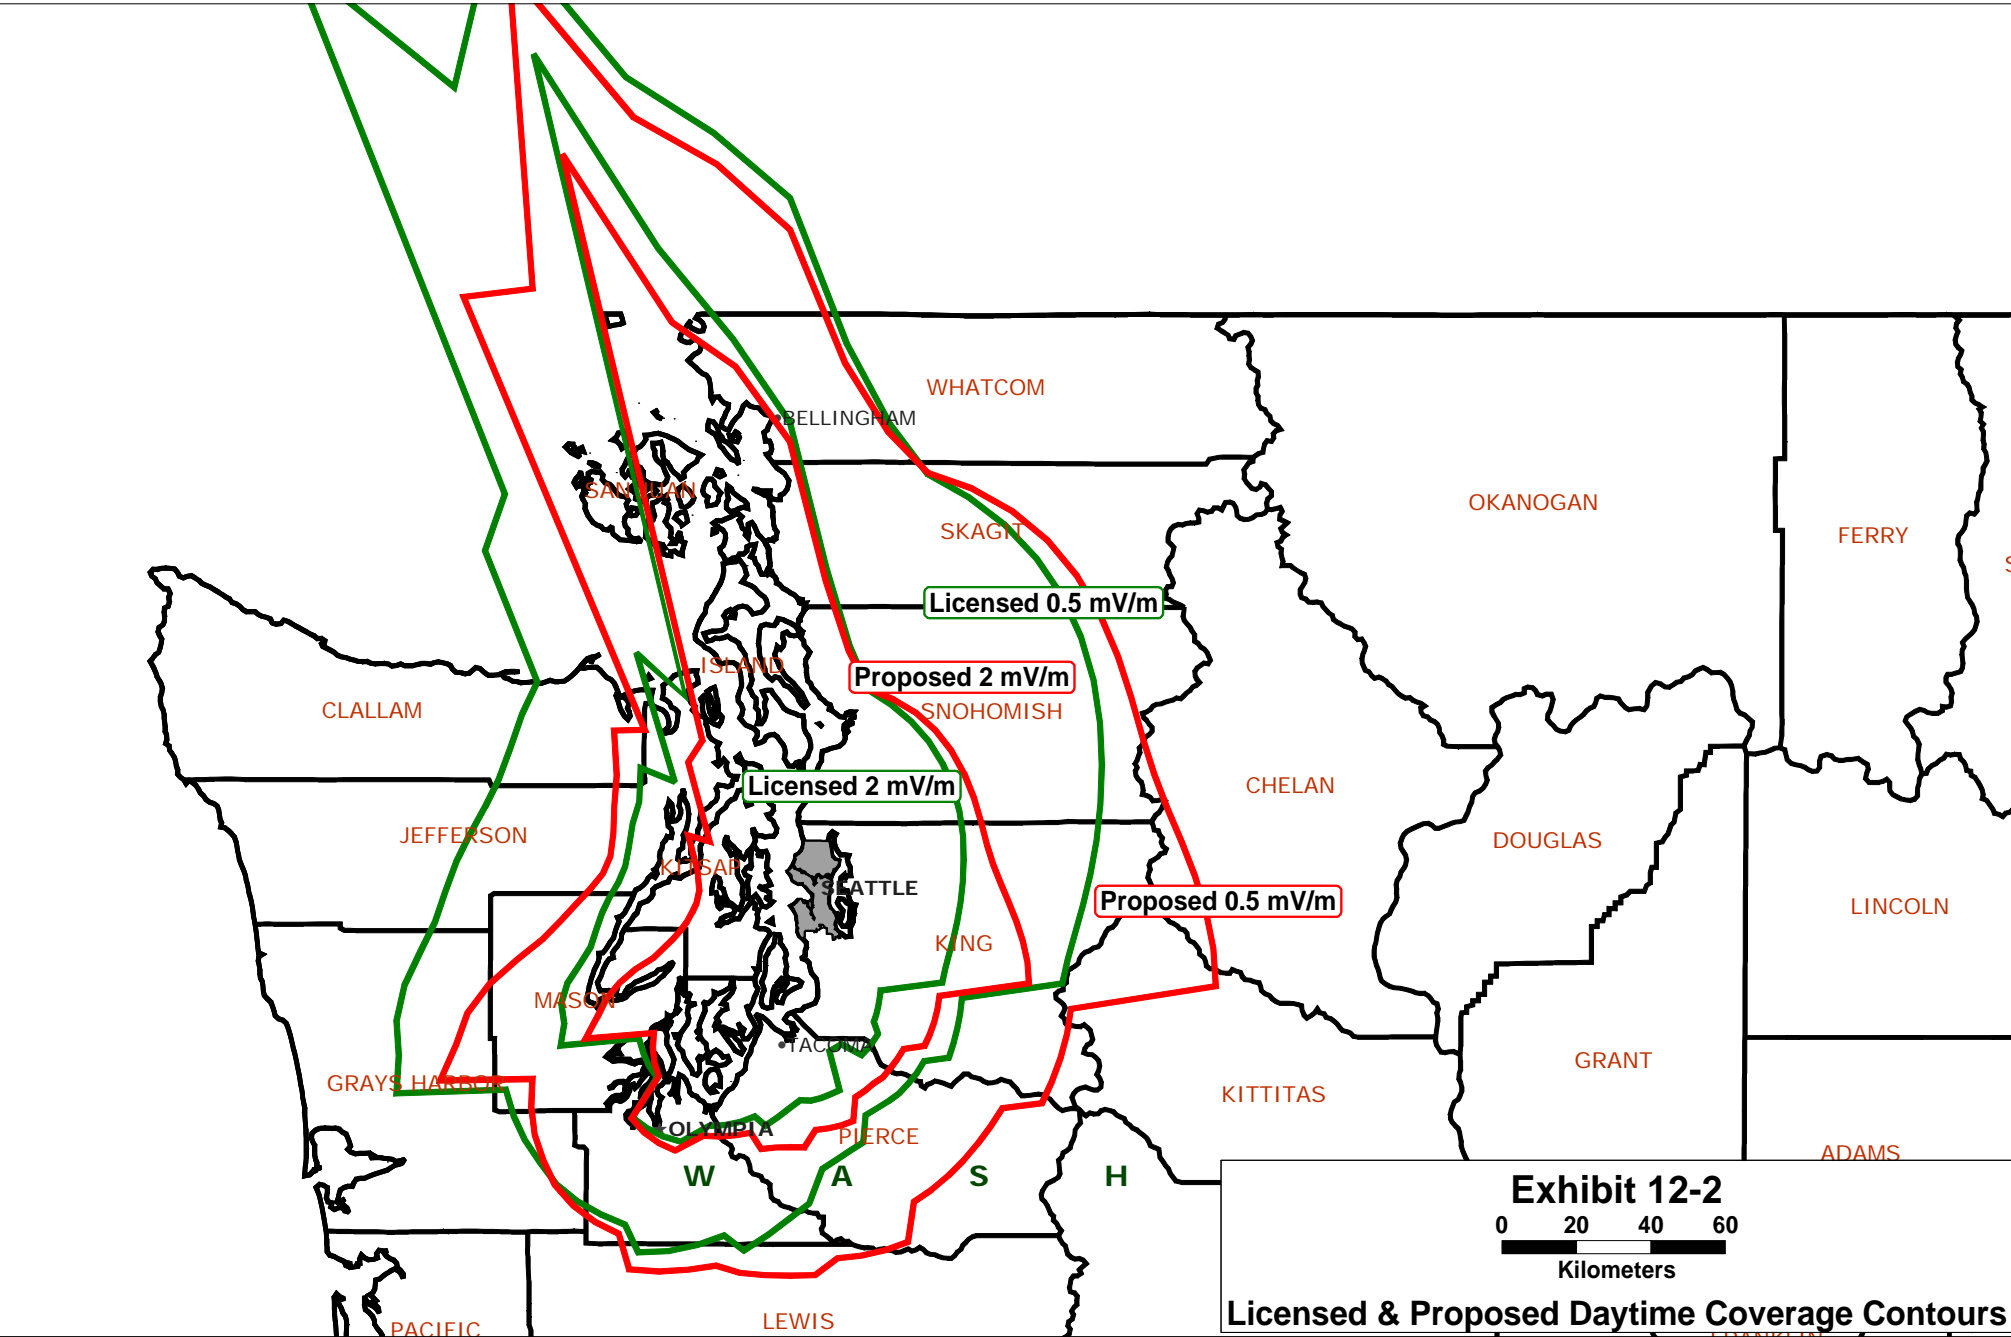 WHATCOM
BELLINGHAM
SAN JUAN
OKANOGAN
SKAGIT
FERRY
S
Licensed 0.5 mV/m
ISLAND
Proposed 2 mV/m
CLALLAM
SNOHOMISH
Licensed 2 mV/m
CHELAN
JEFFERSON
DOUGLAS
KITSAP
SEATTLE
Proposed 0.5 mV/m
LINCOLN
KING
MASON
TACOMA
GRANT
GRAYS HARBOR
KITTITAS
OLYMPIA
PIERCE
ADAMS
W A S H
Exhibit 12-2
0 20 40 60
Kilometers
Licensed & Proposed Daytime Coverage Contours
LEWIS
PACIFIC